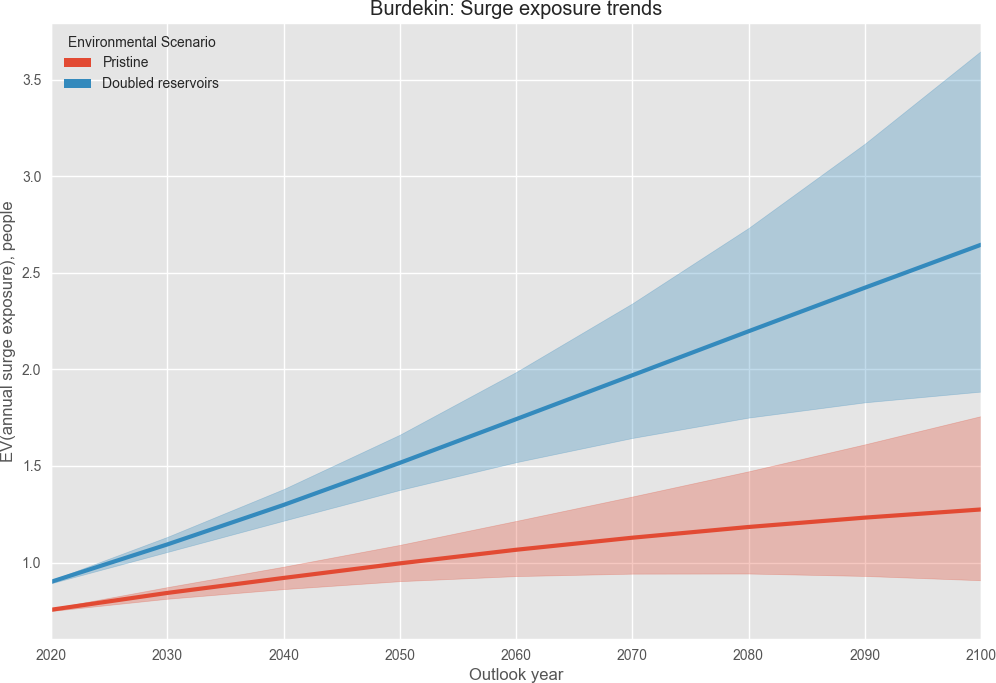 Burdekin: Surge exposure trends
Environmental Scenario
Pristine
Doubled reservoirs
EV(annual surge exposure), people
3.5
3.0
2.5
2.0
1.5
1.0
2020 2030 2040 2050 2060 2070 2080 2090 2100
Outlook year